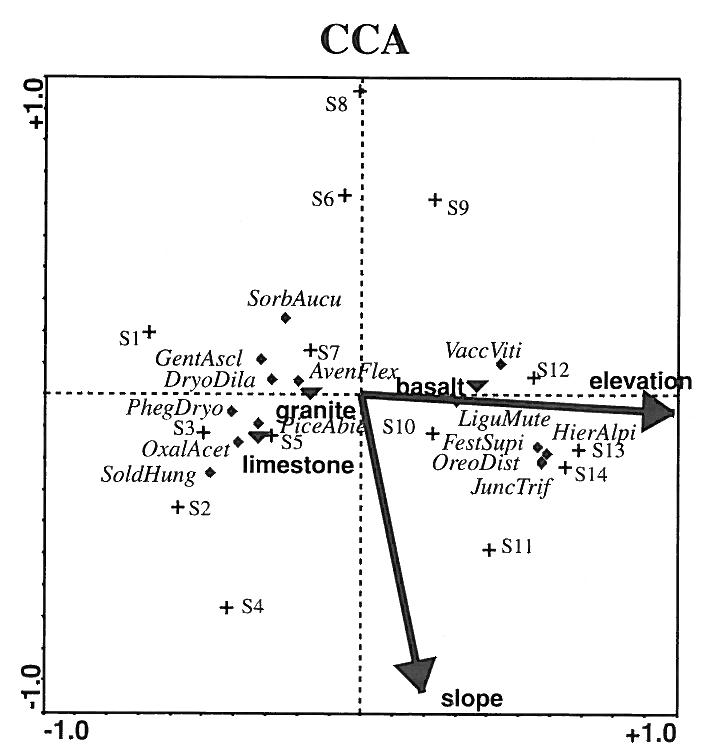 CCA
+1.0
S8
S6
S9
SorbAucu
S1
S7
GentAscl
VaccViti
DryoDila
AvenFlex
S12
basalt
elevation
PhegDryo
granite
LiguMute
S3
PiceAbie
S10
HierAlpi
OxalAcet
S5
FestSupi
S13
limestone
OreoDist
SoldHung
S14
JuncTrif
S2
S11
S4
-1.0
slope
-1.0
+1.0